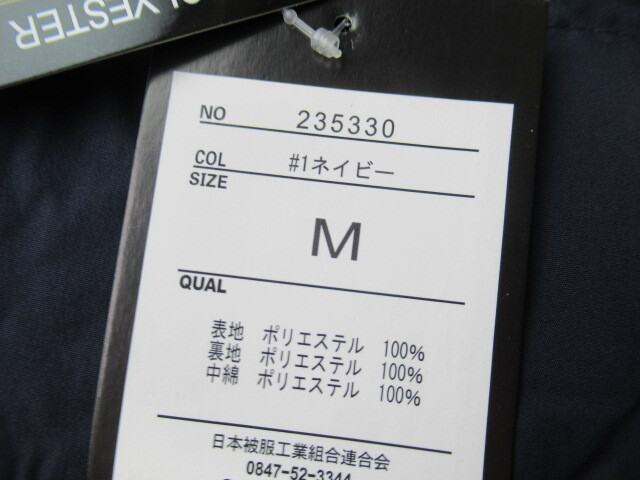 OLYESTER
NO 235330
COL #1ネイビー
SIZE
M
QUAL
表地 ポリエステル 100%
裏地 ポリエステル 100%
中綿 ポリエステル 100%
日本被服工業組合連合会
0847-52-3344